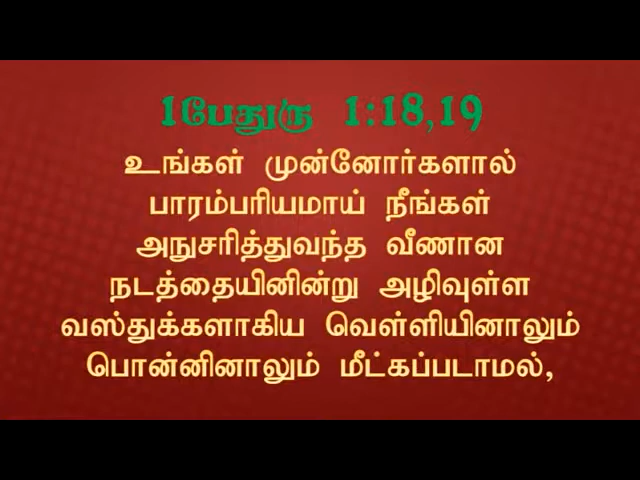 1பேதுரு 1:18,19
உங்கள் முன்னோர்களால்
பாரம்பரியமாய் நீங்கள்
அநுசரித்துவந்த வீணான
நடத்தையினின்று அழிவுள்ள
வஸ்துக்களாகிய வெள்ளியினாலும்
பொன்னினாலும் மீட்கப்படாமல்,